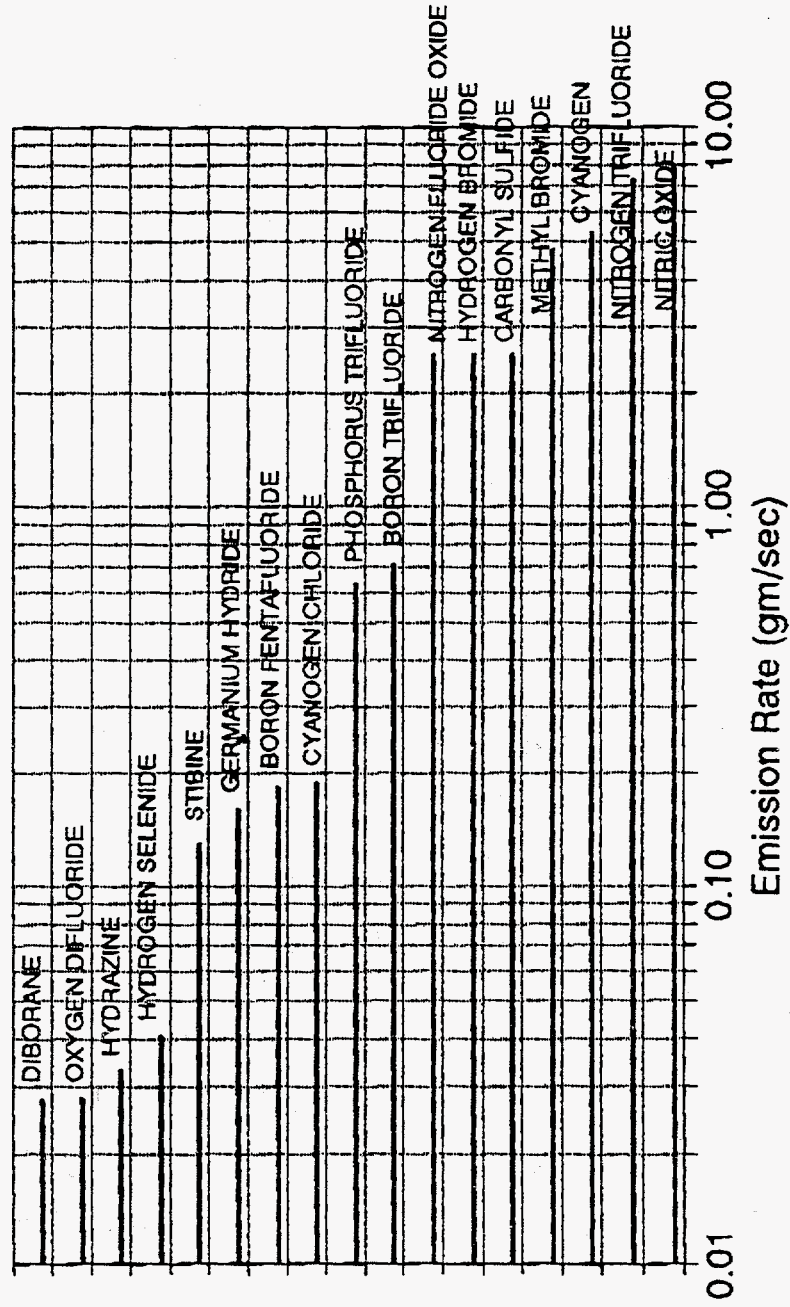 DIBORANE
OXYGEN DIFLUORIDE
HYDRAZINE
HYDROGEN SELENIDE
STIBINE
GERMANIUM HYDRIDE
BORON PENTAFLUORIDE
CYANOGEN CHLORIDE
PHOSPHORUS TRIFLUORIDE
BORON TRIFLUORIDE
NITROGEN FLUORIDE OXIDE
HYDROGEN BROMIDE
CARBONYL SULFIDE
METHYL BROMIDE
CYANOGEN
NITROGEN TRIFLUORIDE
NITRIC OXIDE
0.01 0.10 1.00 10.00
Emission Rate (gm/sec)